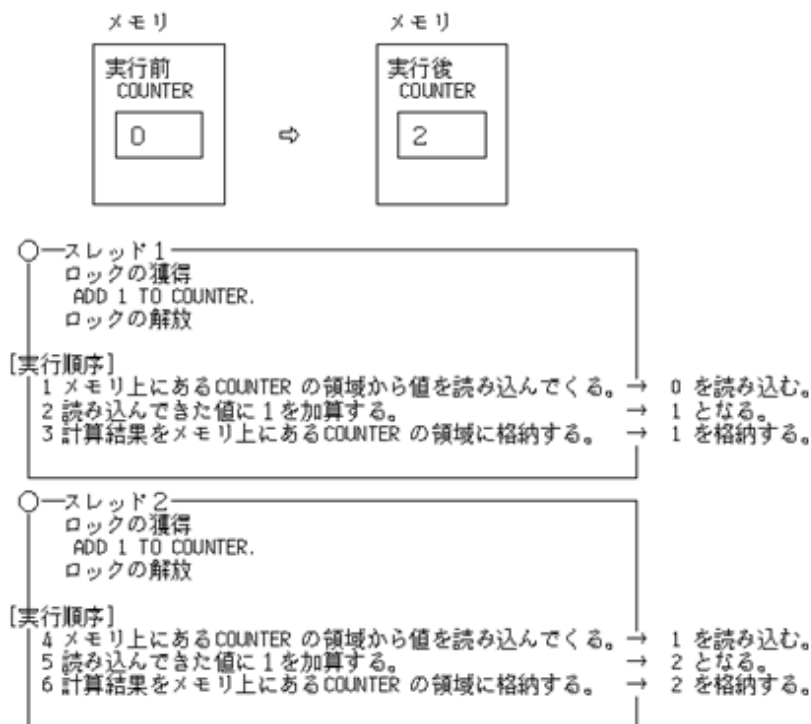 メモリ メモリ
実行前 実行後
COUNTER COUNTER
0 ⇨ 2
スレッド1
ロックの獲得
ADD 1 TO COUNTER.
ロックの解放
[実行順序]
1 メモリ上にあるCOUNTER の領域から値を読み込んでくる。→ 0 を読み込む。
2 読み込んできた値に1を加算する。 → 1 となる。
3 計算結果をメモリ上にあるCOUNTER の領域に格納する。 → 1 を格納する。
スレッド2
ロックの獲得
ADD 1 TO COUNTER.
ロックの解放
[実行順序]
4 メモリ上にあるCOUNTER の領域から値を読み込んでくる。→ 1 を読み込む。
5 読み込んできた値に1を加算する。 → 2 となる。
6 計算結果をメモリ上にあるCOUNTER の領域に格納する。 → 2 を格納する。